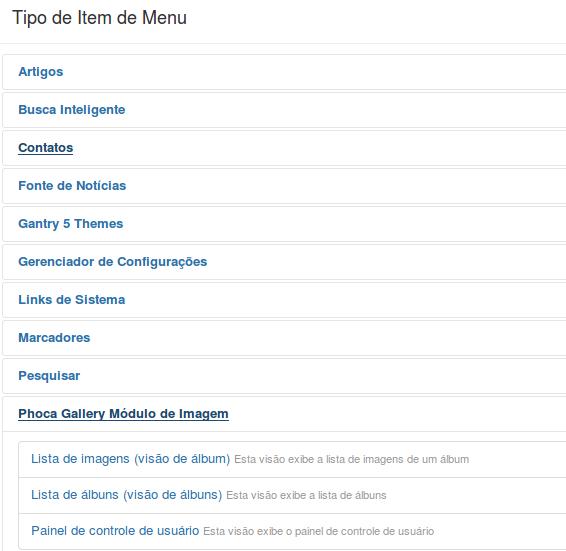 Tipo de Item de Menu
Artigos
Busca Inteligente
Contatos
Fonte de Notícias
Gantry 5 Themes
Gerenciador de Configurações
Links de Sistema
Marcadores
Pesquisar
Phoca Gallery Módulo de Imagem
Lista de imagens (visão de álbum) Esta visão exibe a lista de imagens de um álbum
Lista de álbuns (visão de álbuns) Esta visão exibe a lista de álbuns
Painel de controle de usuário Esta visão exibe o painel de controle de usuário